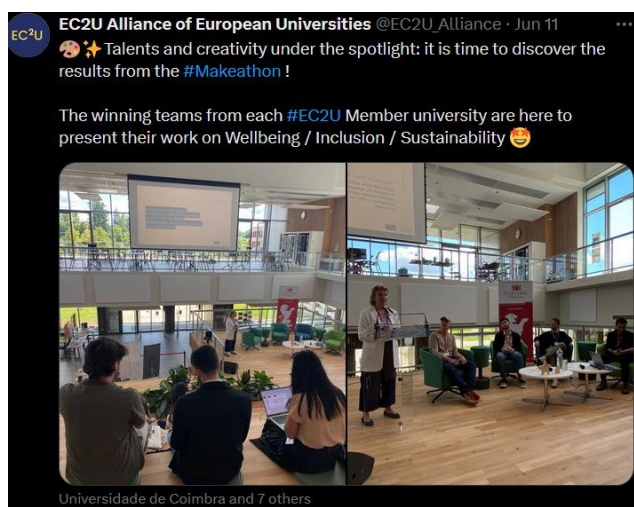 EC2U
EC2U Alliance of European Universities @EC2U_Alliance · Jun 11
🎨✨Talents and creativity under the spotlight: it is time to discover the
results from the #Makeathon !
The winning teams from each #EC2U Member university are here to
present their work on Wellbeing / Inclusion / Sustainability 🤩
Universidade de Coimbra and 7 others